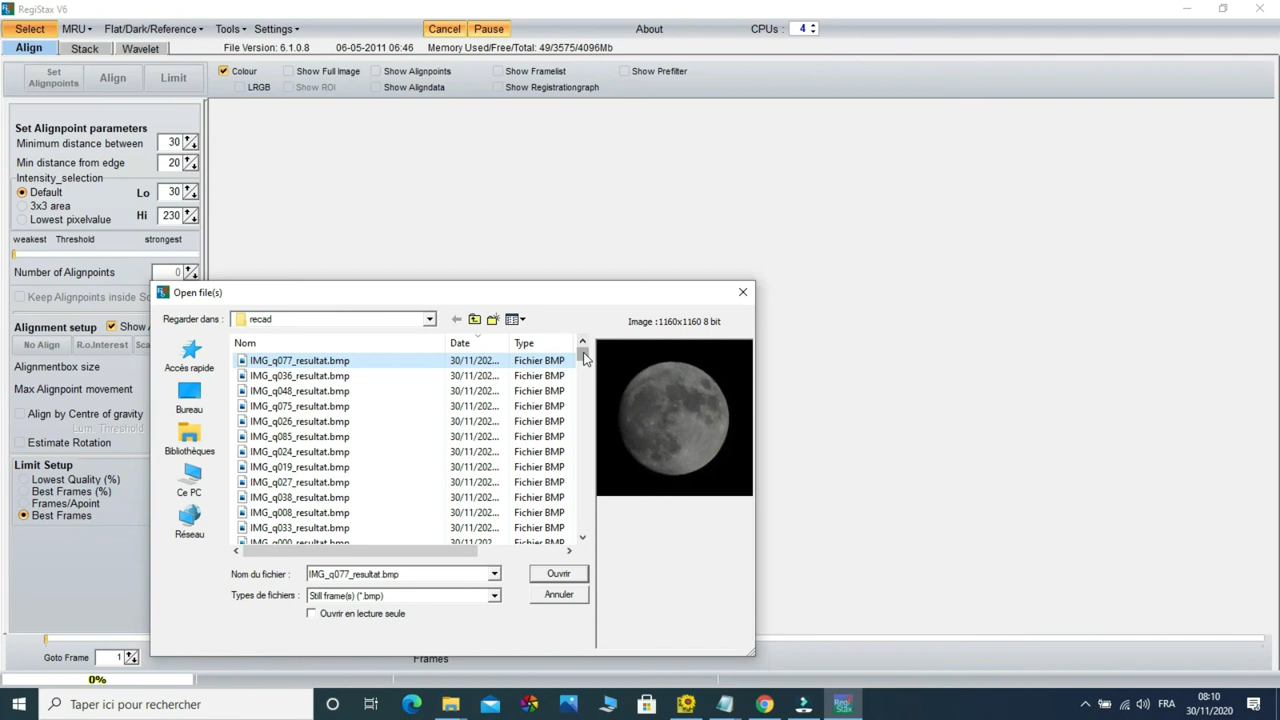 RegiStax V6
Select MRU Flat/Dark/Reference Tools Settings Cancel Pause About CPUs : 4
Align Stack Wavelet File Version: 6.1.0.8 06-05-2011 06:46 Memory Used/Free/Total: 49/3575/4096Mb
Set Alignpoints Align Limit
Colour Show Full Image Show Alignpoints Show Framelist Show Prefilter
LRGB Show ROI Show Aligndata Show Registrationgraph
Set Alignpoint parameters
Minimum distance between 30
Min distance from edge 20
Intensity_selection
Default Lo 30
3x3 area
Lowest pixelvalue Hi 230
weakest Threshold strongest
Number of Alignpoints 0
Keep Alignpoints inside
Alignment setup Show
No Align R.o.Interest
Alignmentbox size
Max Alignpoint movement
Align by Centre of gravity
Lum. Threshold
Estimate Rotation
Limit Setup
Lowest Quality (%)
Best Frames (%)
Frames/Apoint
Best Frames
Open file(s)
Regarder dans : recad
Image :1160x1160 8 bit
Accès rapide
Bureau
Bibliothèques
Ce PC
Réseau
Nom Date Type
IMG_q077_resultat.bmp 30/11/202... Fichier BMP
IMG_q036_resultat.bmp 30/11/202... Fichier BMP
IMG_q048_resultat.bmp 30/11/202... Fichier BMP
IMG_q075_resultat.bmp 30/11/202... Fichier BMP
IMG_q026_resultat.bmp 30/11/202... Fichier BMP
IMG_q085_resultat.bmp 30/11/202... Fichier BMP
IMG_q024_resultat.bmp 30/11/202... Fichier BMP
IMG_q019_resultat.bmp 30/11/202... Fichier BMP
IMG_q027_resultat.bmp 30/11/202... Fichier BMP
IMG_q038_resultat.bmp 30/11/202... Fichier BMP
IMG_q008_resultat.bmp 30/11/202... Fichier BMP
IMG_q033_resultat.bmp 30/11/202... Fichier BMP
IMG_q000_resultat.bmp 30/11/202... Fichier BMP
Nom du fichier : IMG_q077_resultat.bmp Ouvrir
Types de fichiers : Still frame(s) (*.bmp) Annuler
Ouvrir en lecture seule
Goto Frame 1 Frames
0%
Taper ici pour rechercher
Regi Stax
FRA
08:10
30/11/2020